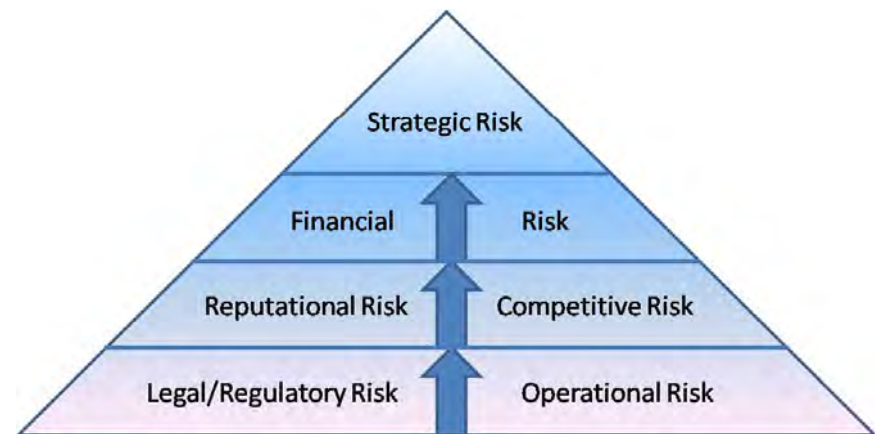 Strategic Risk
Financial Risk
Reputational Risk Competitive Risk
Legal/Regulatory Risk Operational Risk